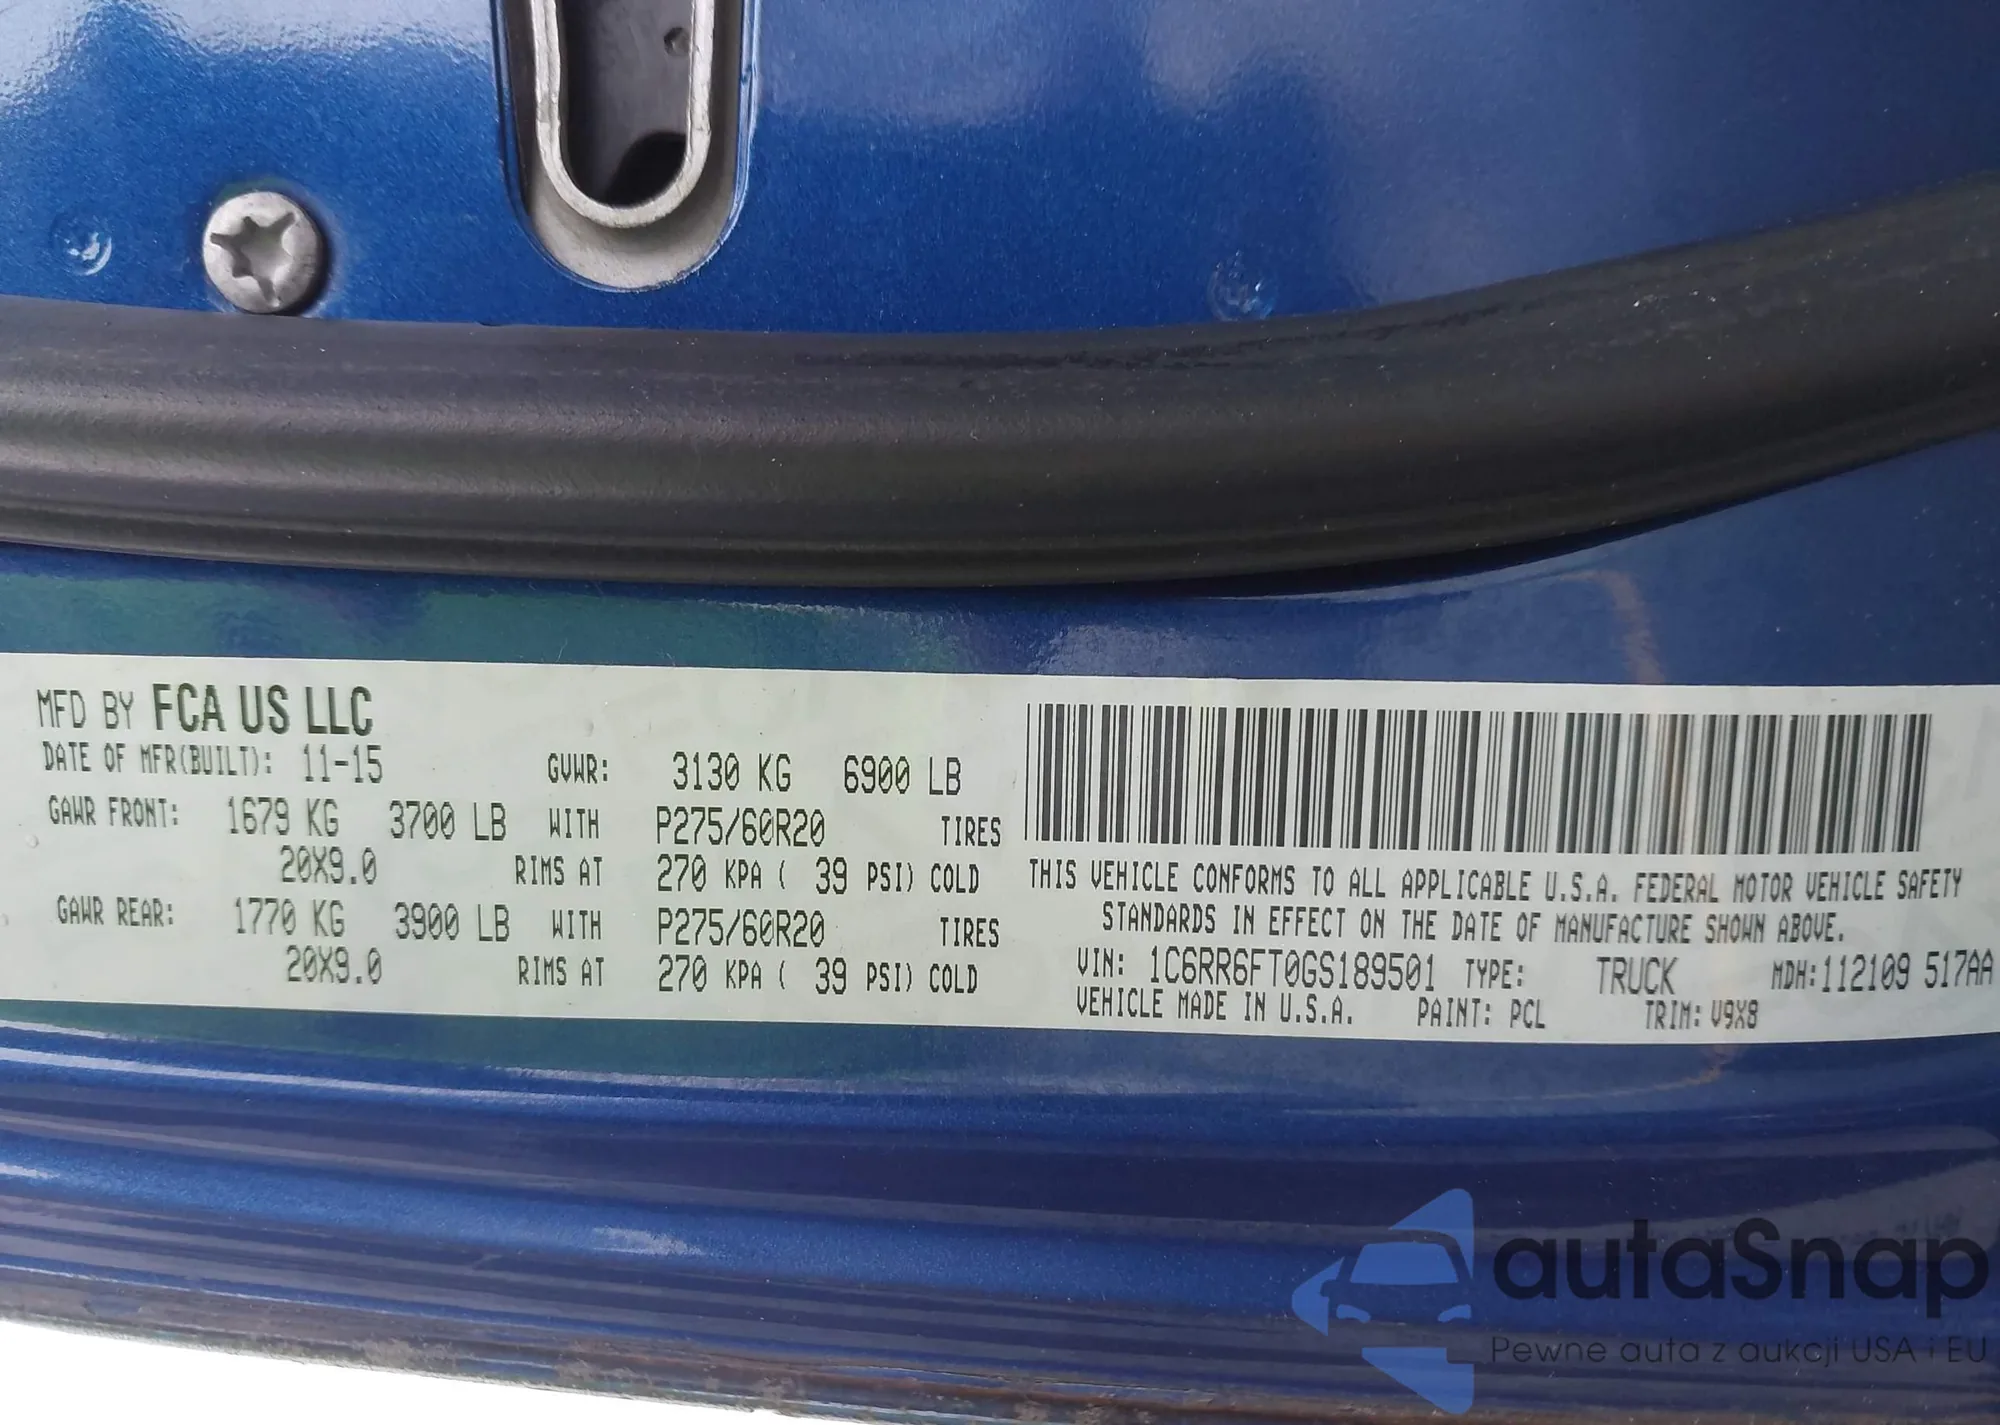 MFD BY FCA US LLC
DATE OF MFR(BUILT): 11-15 GVWR: 3130 KG 6900 LB
GAWR FRONT: 1679 KG 3700 LB WITH P275/60R20 TIRES
20X9.0 RIMS AT 270 KPA ( 39 PSI) COLD
GAWR REAR: 1770 KG 3900 LB WITH P275/60R20 TIRES
20X9.0 RIMS AT 270 KPA ( 39 PSI) COLD
THIS VEHICLE CONFORMS TO ALL APPLICABLE U.S.A. FEDERAL MOTOR VEHICLE SAFETY
STANDARDS IN EFFECT ON THE DATE OF MANUFACTURE SHOWN ABOVE.
VIN: 1C6RR6FT0GS189501 TYPE: TRUCK MDH:112109 517AA
VEHICLE MADE IN U.S.A. PAINT: PCL TRIM: V9X8
autaSnap
Pewne auta z aukcji USA i EU